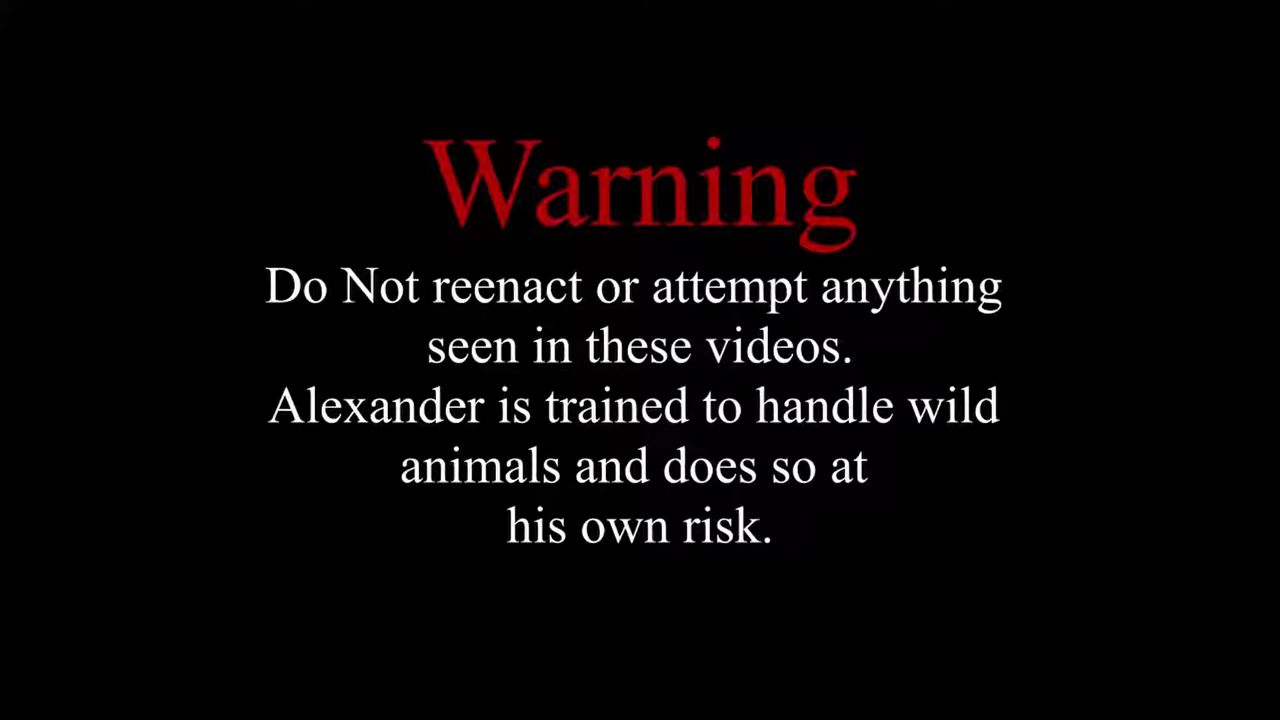 Warning
Do Not reenact or attempt anything
seen in these videos.
Alexander is trained to handle wild
animals and does so at
his own risk.